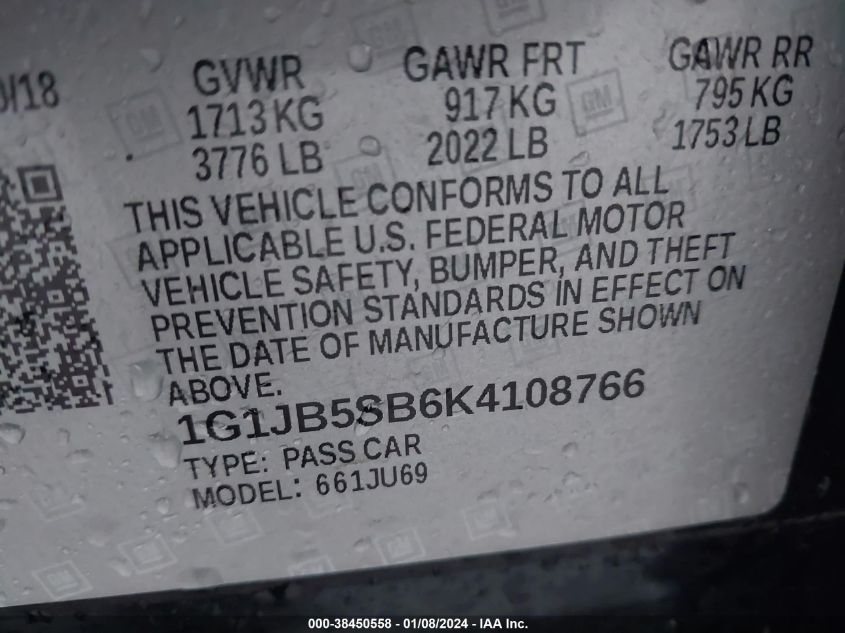 0/18
GVWR GAWR FRT GAWR RR
1713 KG 917 KG 795 KG
3776 LB 2022 LB 1753 LB
THIS VEHICLE CONFORMS TO ALL
APPLICABLE U.S. FEDERAL MOTOR
VEHICLE SAFETY, BUMPER, AND THEFT
PREVENTION STANDARDS IN EFFECT ON
THE DATE OF MANUFACTURE SHOWN
ABOVE.
1G1JB5SB6K4108766
TYPE: PASS CAR
MODEL: 661JU69
000-38450558 - 01/08/2024 - IAA Inc.